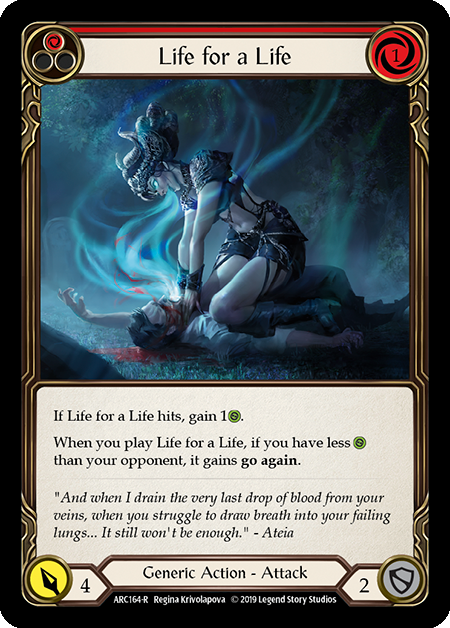 Life for a Life
1
If Life for a Life hits, gain 1.
When you play Life for a Life, if you have less
than your opponent, it gains go again.
"And when I drain the very last drop of blood from your
veins, when you struggle to draw breath into your failing
lungs... It still won't be enough." - Ateia
4
Generic Action - Attack
2
ARC164-R Regina Krivolapova © 2019 Legend Story Studios